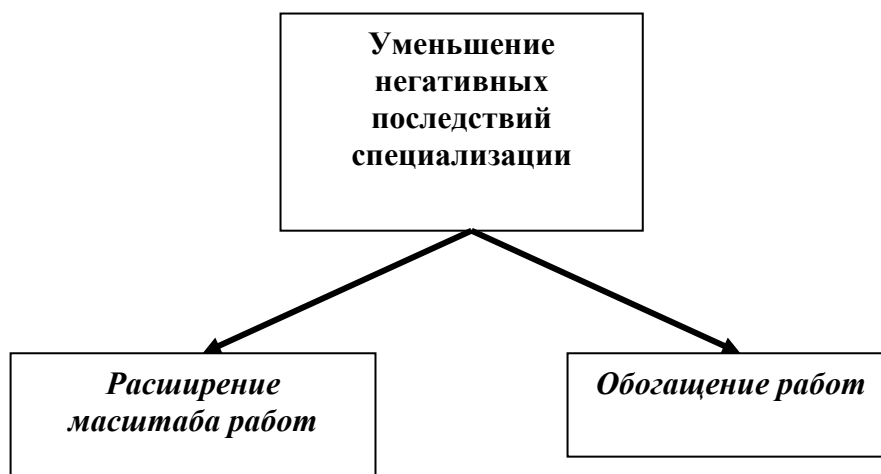 Уменьшение
негативных
последствий
специализации
Расширение
масштаба работ
Обогащение работ